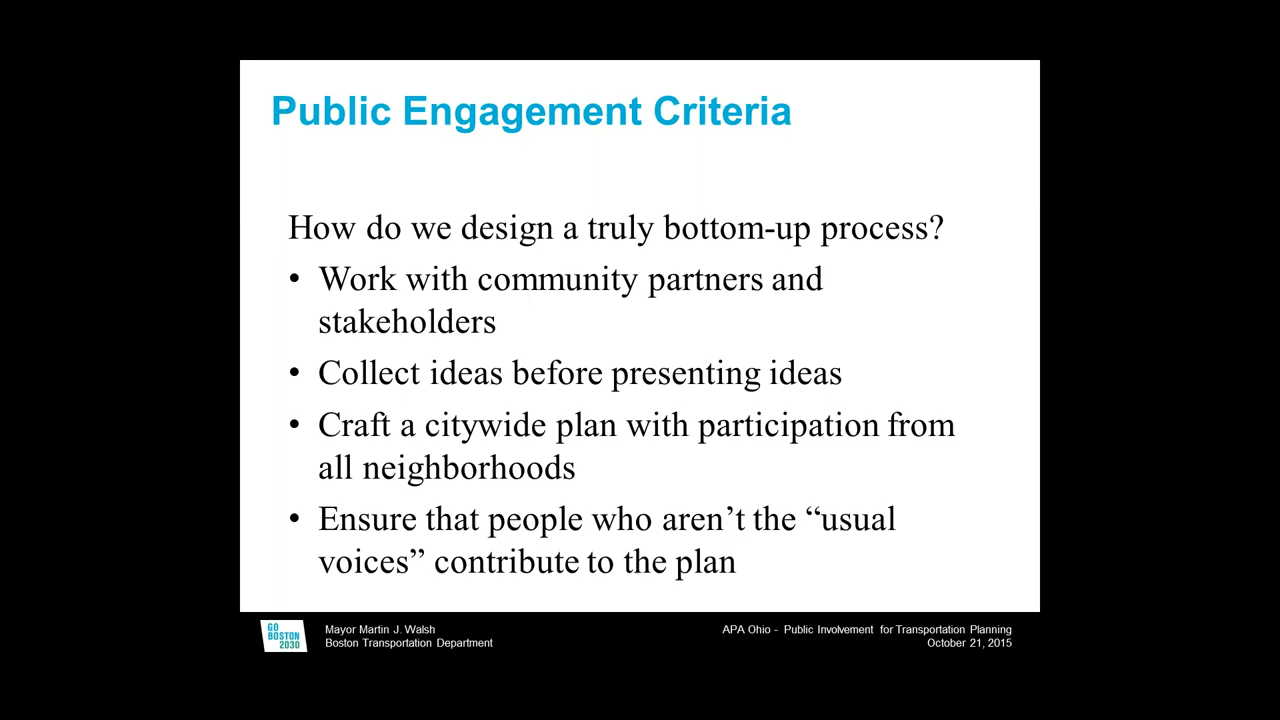 Public Engagement Criteria
How do we design a truly bottom-up process?
• Work with community partners and
stakeholders
• Collect ideas before presenting ideas
• Craft a citywide plan with participation from
all neighborhoods
• Ensure that people who aren’t the “usual
voices” contribute to the plan
GO
BOSTON
2030
Mayor Martin J. Walsh
Boston Transportation Department
APA Ohio - Public Involvement for Transportation Planning
October 21, 2015